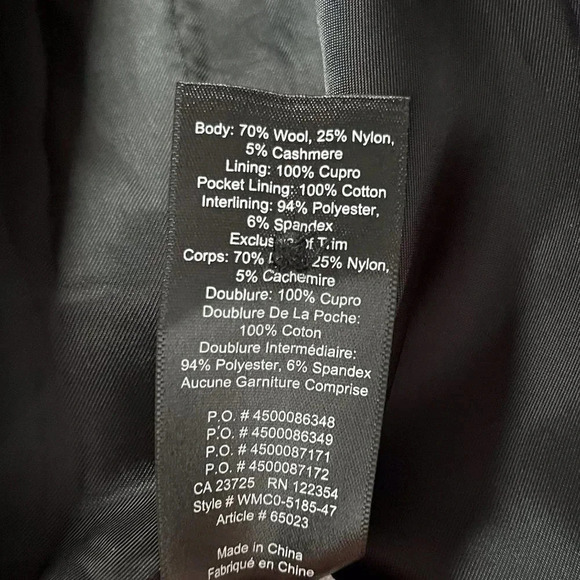 Body: 70% Wool, 25% Nylon,
5% Cashmere
Lining: 100% Cupro
Pocket Lining: 100% Cotton
Interlining: 94% Polyester,
6% Spandex
of Trim
Corps: 70% 25% Nylon,
5% Cachemire
Doublure: 100% Cupro
Doublure De La Poche:
100% Coton
Doublure Intermédiaire:
94% Polyester, 6% Spandex
Aucune Garniture Comprise
P.O. # 4500086348
P.O. # 4500086349
P.O. # 4500087171
P.O. # 4500087172
CA 23725 RN 122354
Style # WMC0-5185-47
Article # 65023
Made in China
Fabriqué en Chine